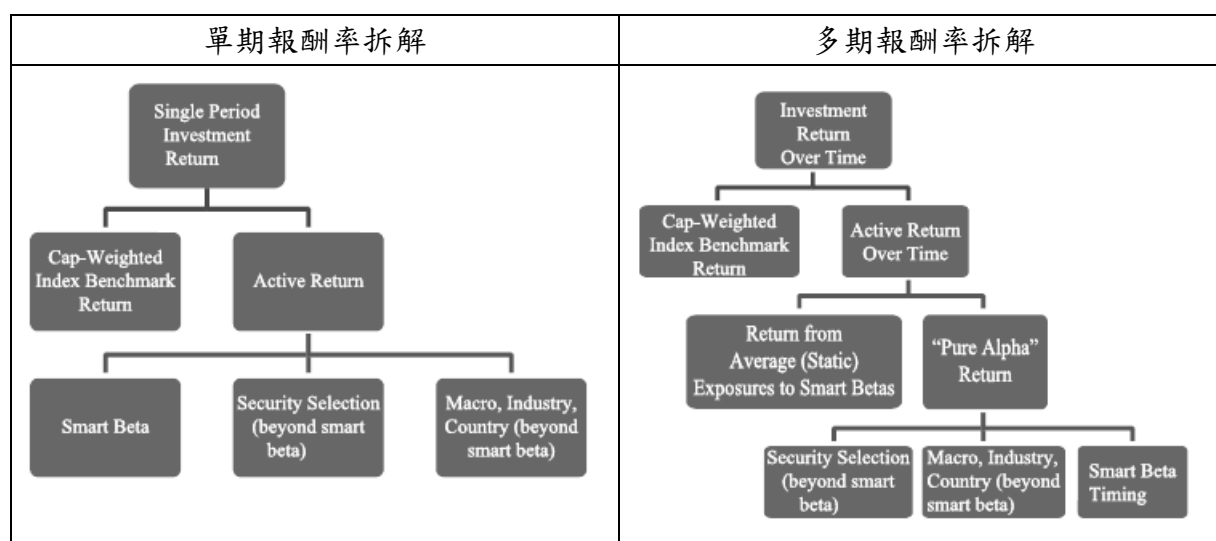 單期報酬率拆解
Single Period
Investment
Return
Cap-Weighted
Index Benchmark
Return
Active Return
Smart Beta
Security Selection
(beyond smart
beta)
Macro, Industry,
Country (beyond
smart beta)
多期報酬率拆解
Investment
Return
Over Time
Cap-Weighted
Index Benchmark
Return
Active Return
Over Time
Return from
Average (Static)
Exposures to Smart Betas
“Pure Alpha”
Return
Security Selection
(beyond smart
beta)
Macro, Industry,
Country (beyond
smart beta)
Smart Beta
Timing